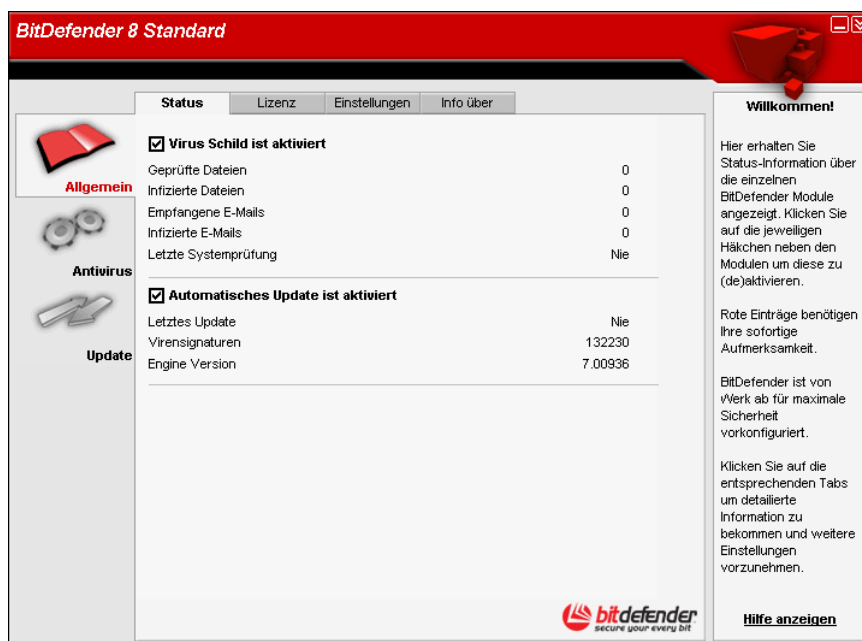 BitDefender 8 Standard
Status
Lizenz
Einstellungen
Info über
Allgemein
Antivirus
Update
Virus Schild ist aktiviert
Geprüfte Dateien 0
Infizierte Dateien 0
Empfangene E-Mails 0
Infizierte E-Mails 0
Letzte Systemprüfung Nie
Automatisches Update ist aktiviert
Letztes Update Nie
Virensignaturen 132230
Engine Version 7.00936
bitdefender
secure your every bit
Willkommen!
Hier erhalten Sie
Status-Information über
die einzelnen
BitDefender Module
angezeigt. Klicken Sie
auf die jeweiligen
Häkchen neben den
Modulen um diese zu
(de)aktivieren.
Rote Einträge benötigen
Ihre sofortige
Aufmerksamkeit.
BitDefender ist von
Werk ab für maximale
Sicherheit
vorkonfiguriert.
Klicken Sie auf die
entsprechenden Tabs
um detailierte
Information zu
bekommen und weitere
Einstellungen
vorzunehmen.
Hilfe anzeigen